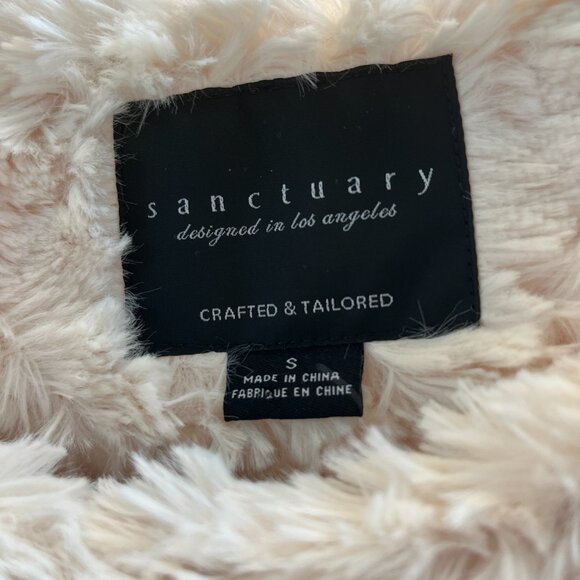 sanctuary
designed in los angeles
CRAFTED & TAILORED
S
MADE IN CHINA
FABRIQUE EN CHINE